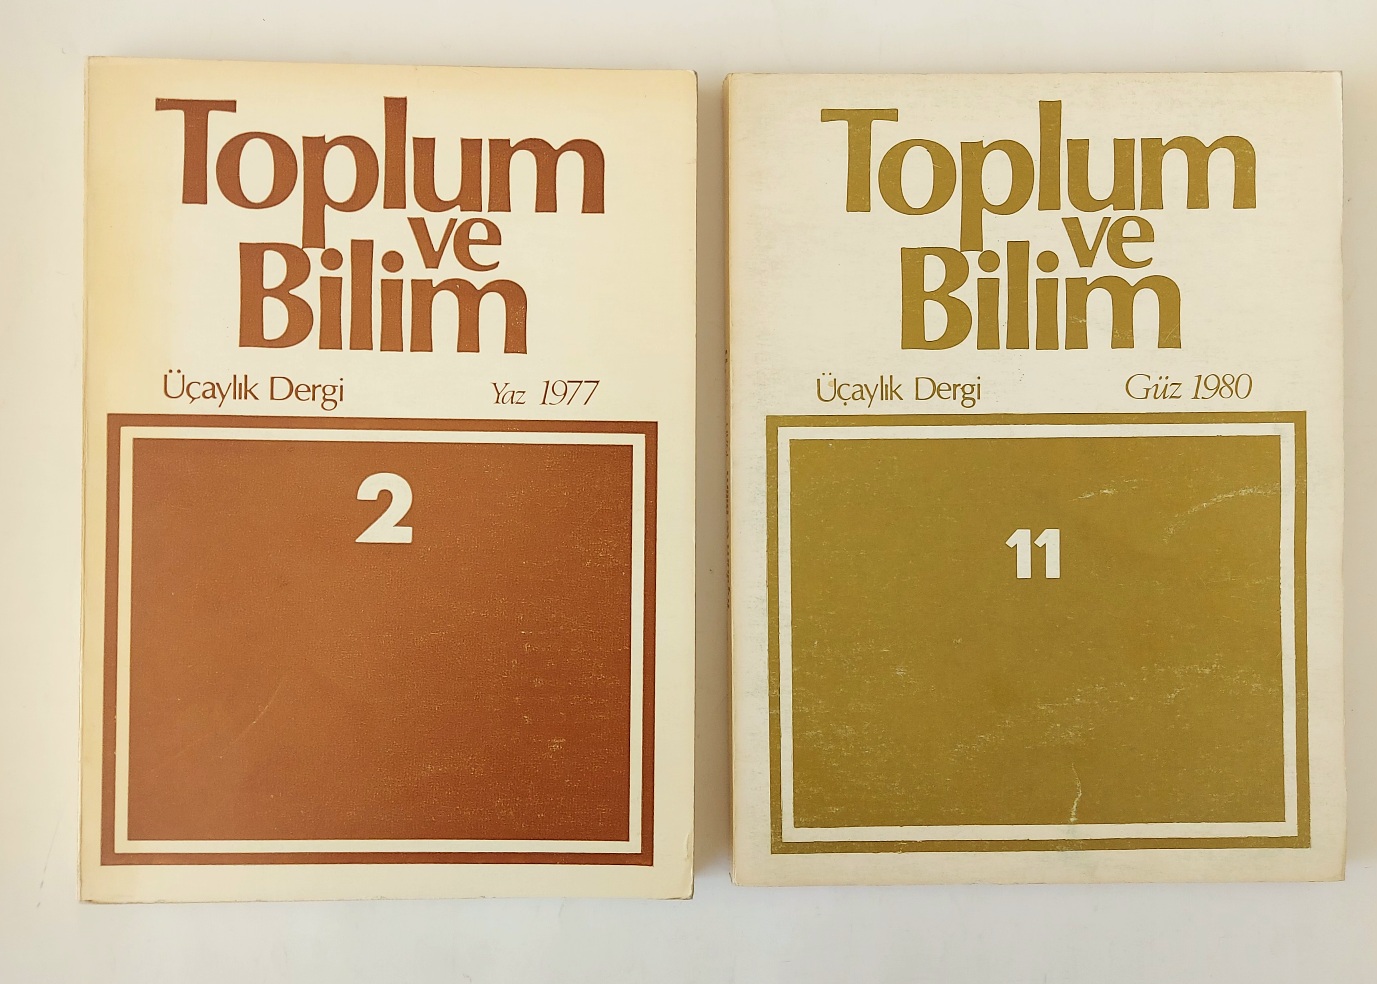 Toplum
ve
Bilim
Üçaylık Dergi Yaz 1977
2
Toplum
ve
Bilim
Üçaylık Dergi Güz 1980
11